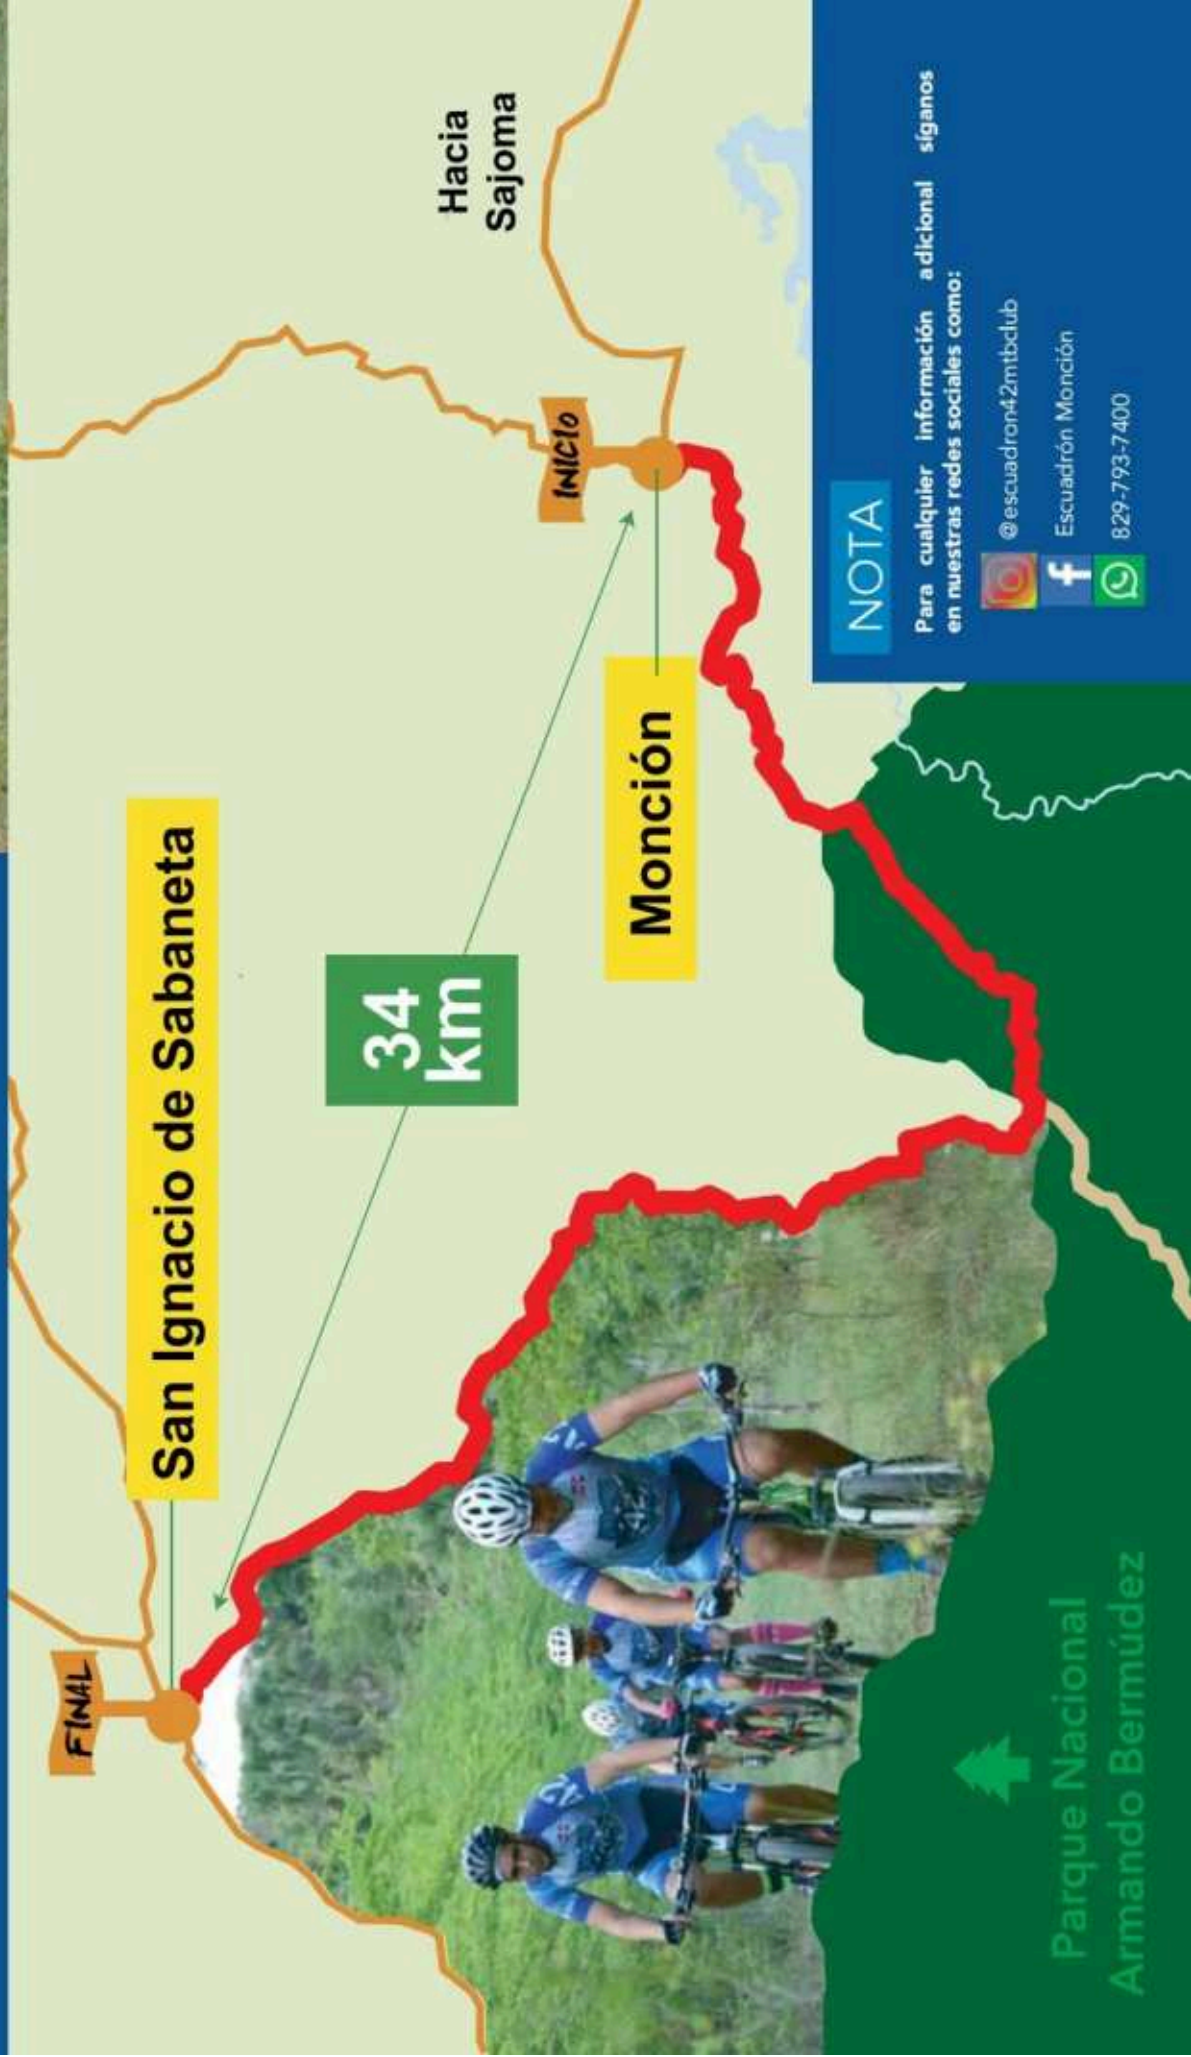 FINAL
San Ignacio de Sabaneta
34
km
INICIO
Monción
Hacia
Sajoma
Parque Nacional
Armando Bermúdez
NOTA
Para cualquier información adicional síganos
en nuestras redes sociales como:
@escuadron42mtbclub
Escuadrón Monción
829-793-7400